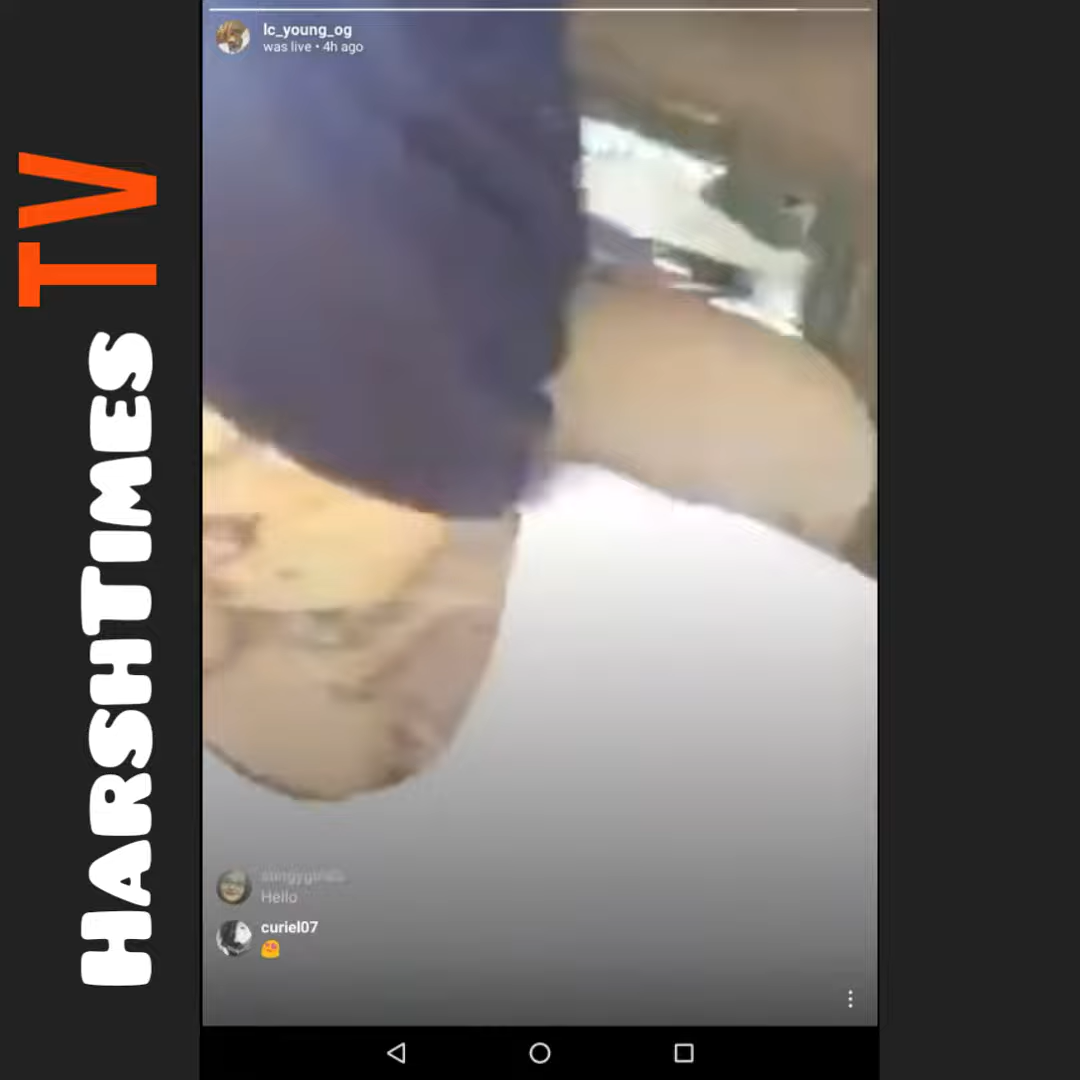 lc_young_og
was live • 4h ago
HARSHTIMES TV
Hello
curiel07